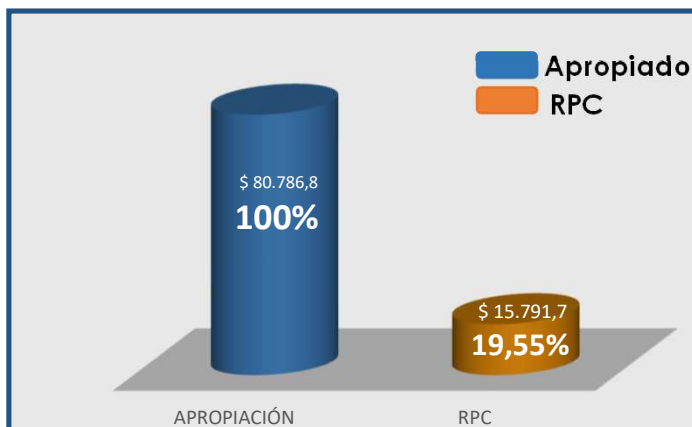 Apropiado
RPC
$ 80.786,8
100%
$ 15.791,7
19,55%
APROPIACIÓN
RPC